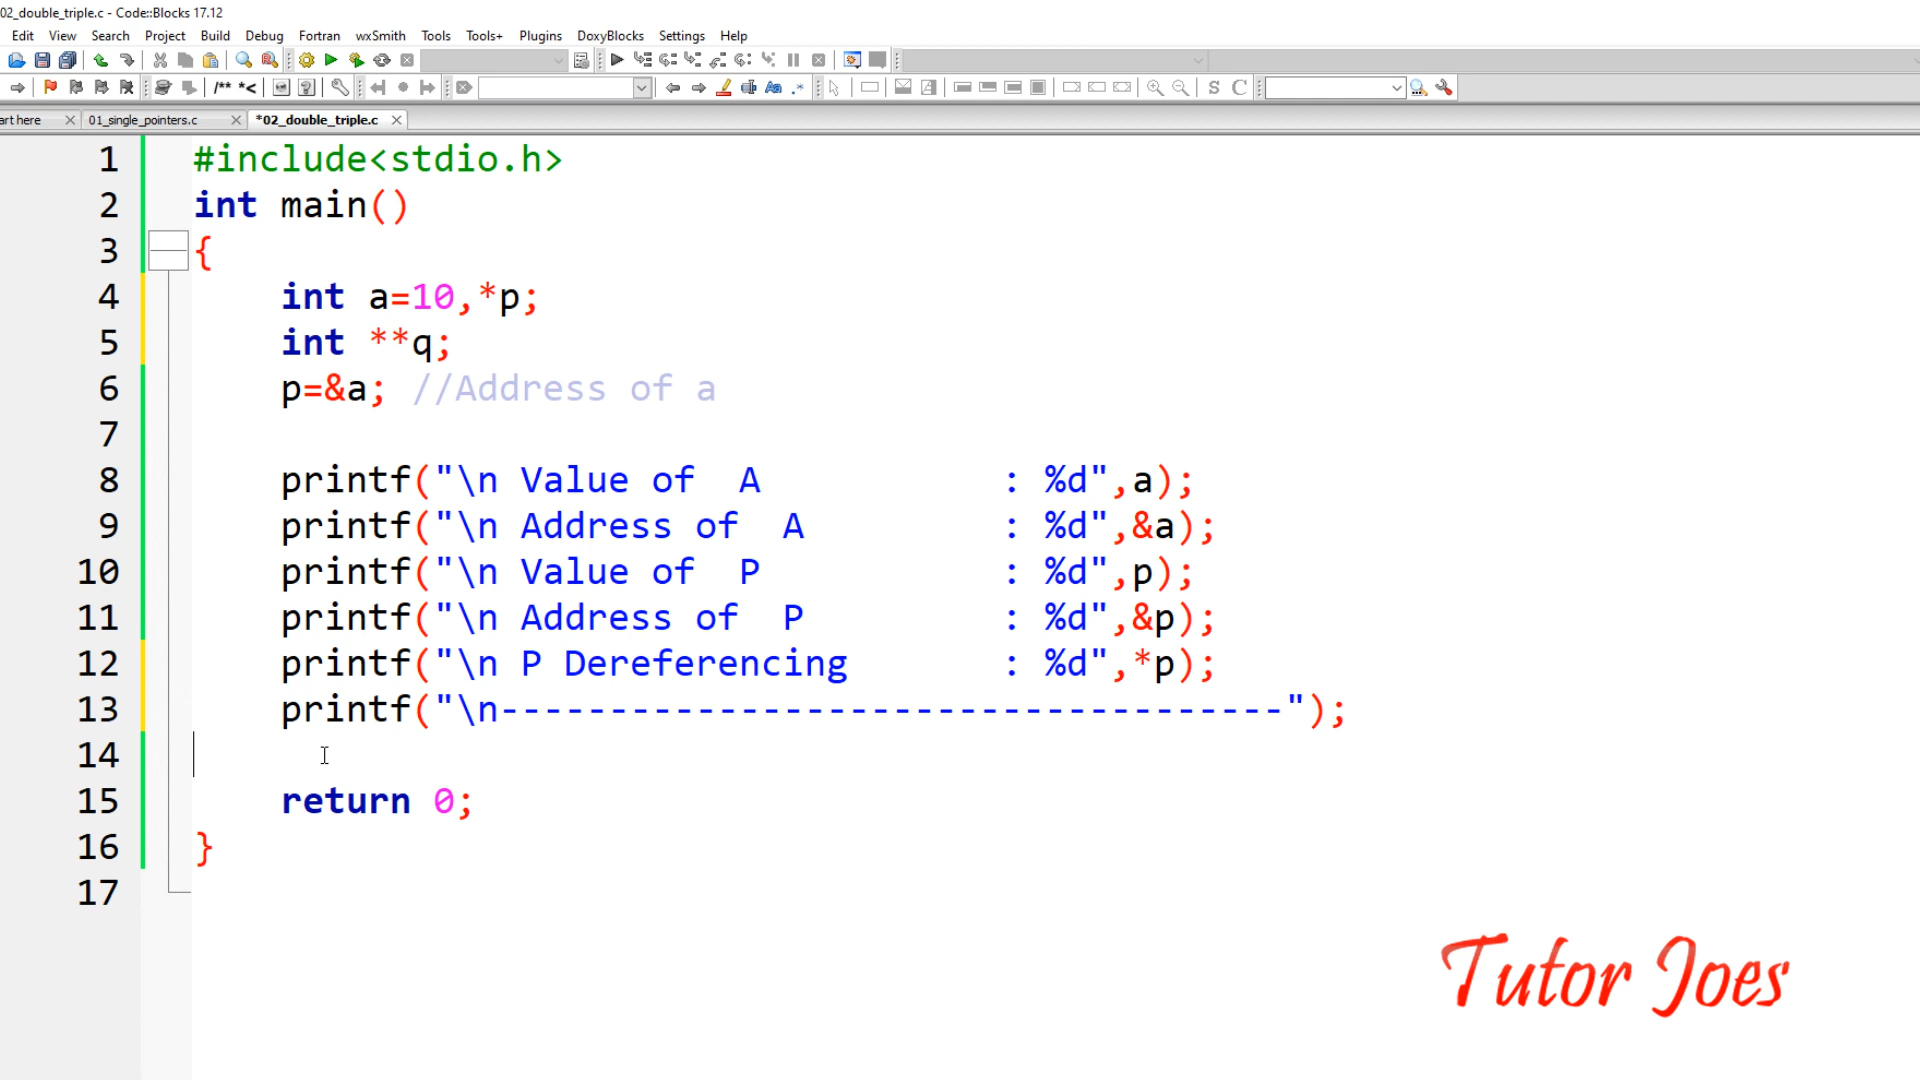 02_double_triple.c - Code::Blocks 17.12
Edit View Search Project Build Debug Fortran wxSmith Tools Tools+ Plugins DoxyBlocks Settings Help
/** *<
Aa .* S C
art here 01_single_pointers.c *02_double_triple.c
1 #include<stdio.h>
2 int main()
3 {
4 int a=10,*p;
5 int **q;
6 p=&a; //Address of a
7
8 printf("\n Value of  A           : %d",a);
9 printf("\n Address of  A         : %d",&a);
10 printf("\n Value of  P           : %d",p);
11 printf("\n Address of  P         : %d",&p);
12 printf("\n P Dereferencing       : %d",*p);
13 printf("\n------------------------------------");
14
15 return 0;
16 }
17
Tutor Joes